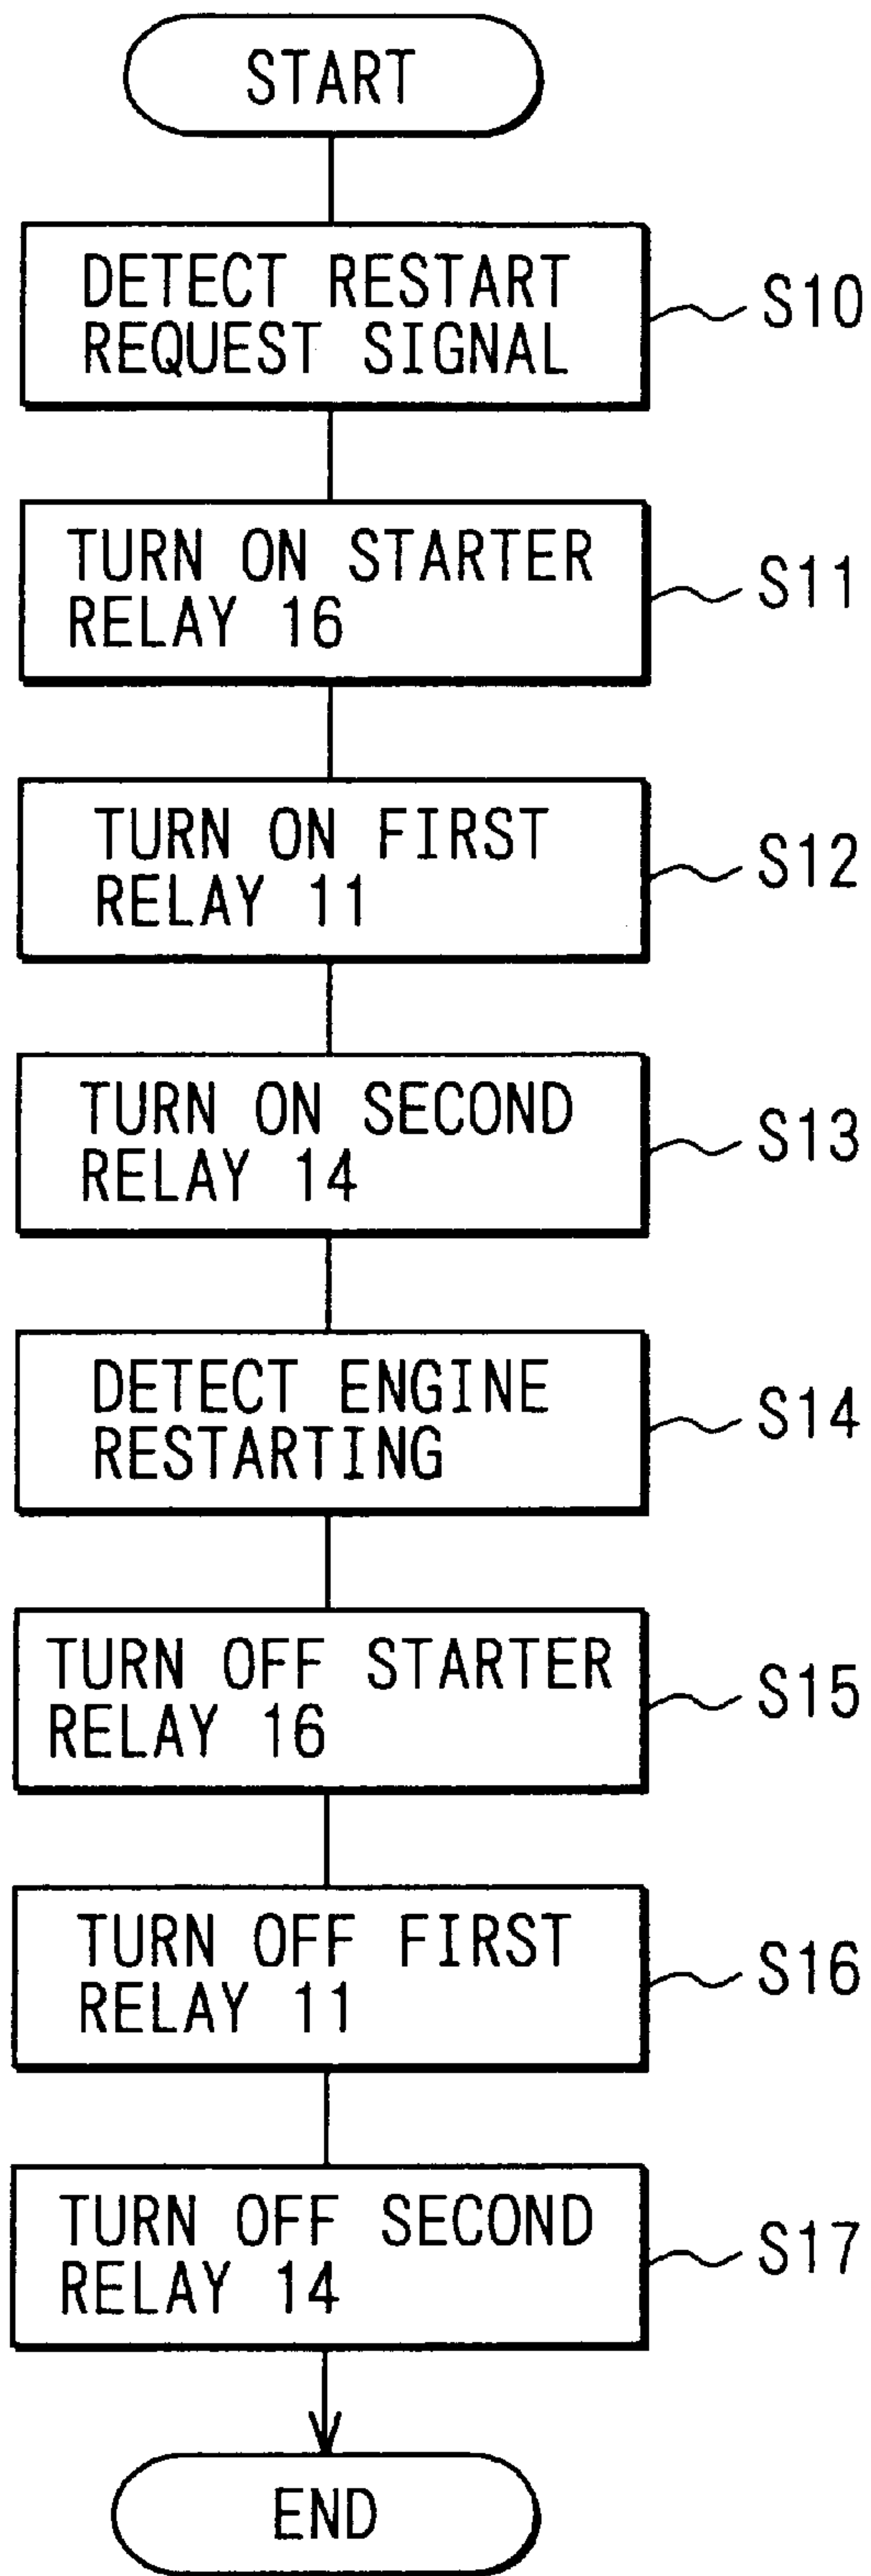 START
DETECT RESTART
REQUEST SIGNAL
S10
TURN ON STARTER
RELAY 16
S11
TURN ON FIRST
RELAY 11
S12
TURN ON SECOND
RELAY 14
S13
DETECT ENGINE
RESTARTING
S14
TURN OFF STARTER
RELAY 16
S15
TURN OFF FIRST
RELAY 11
S16
TURN OFF SECOND
RELAY 14
S17
END